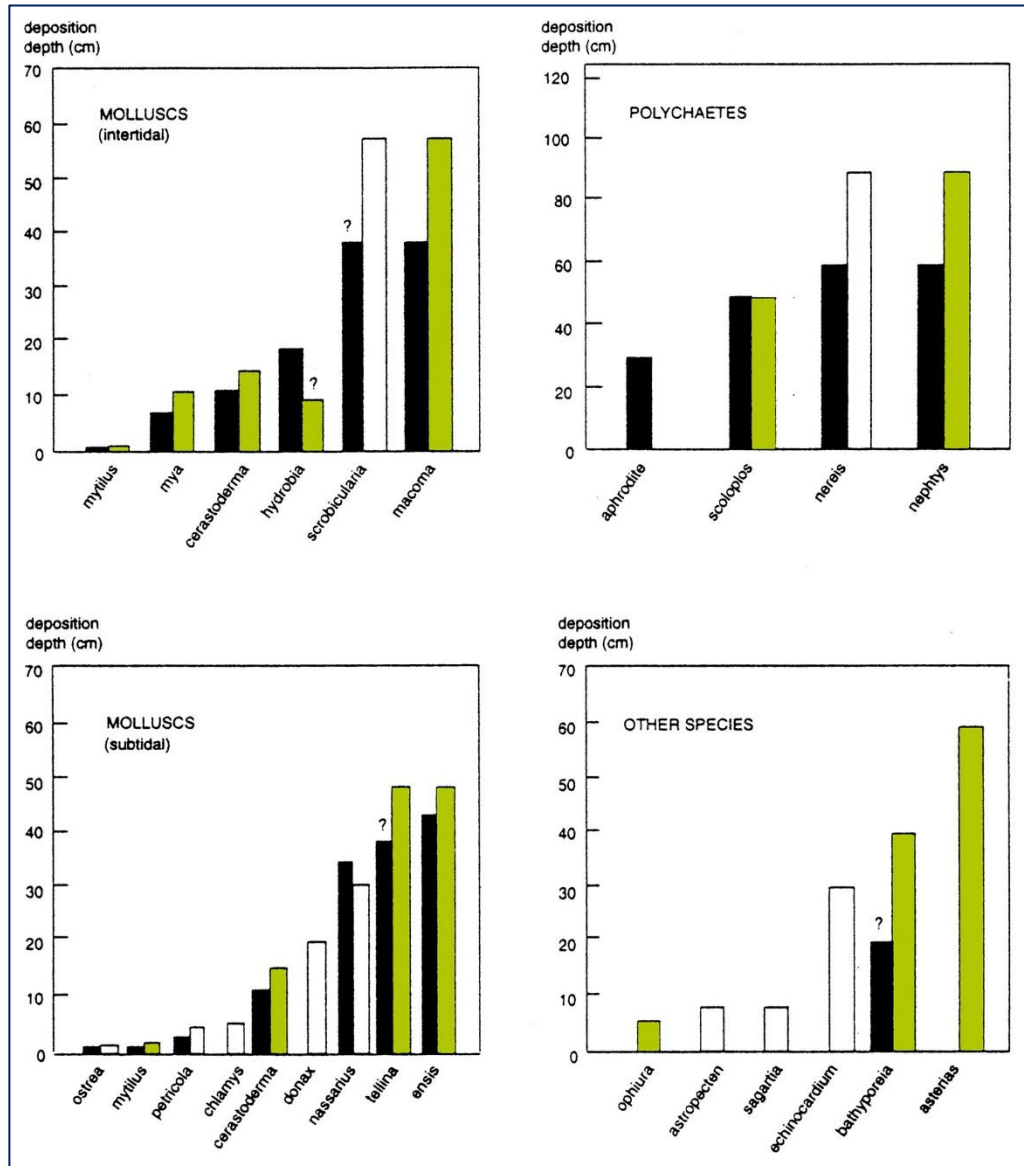 deposition
depth (cm)
70
60
50
40
30
20
10
0
MOLLUSCS
(intertidal)
?
?
mytilus
mya
cerastoderma
hydrobia
scrobicularia
macoma
deposition
depth (cm)
120
100
80
60
40
20
0
POLYCHAETES
aphrodite
scoloplos
nereis
nephtys
deposition
depth (cm)
70
60
50
40
30
20
10
0
MOLLUSCS
(subtidal)
?
ostrea
mytilus
petricola
chlamys
cerastoderma
donax
nassarius
tellina
ensis
deposition
depth (cm)
70
60
50
40
30
20
10
0
OTHER SPECIES
?
ophiura
astropecten
sagartia
echinocardium
bathyporeia
asterias